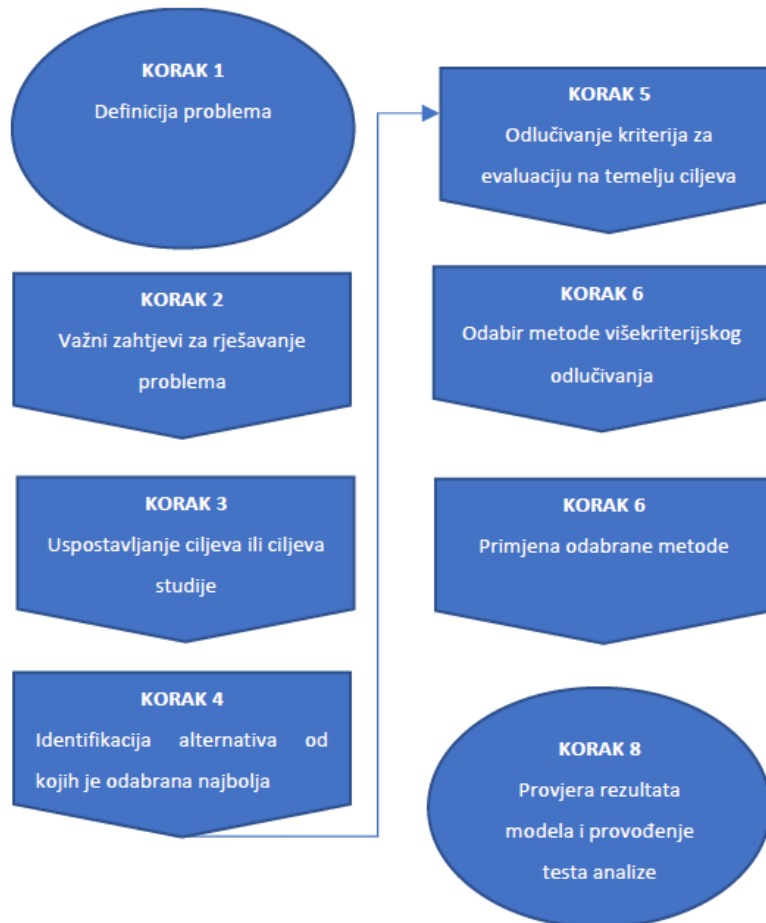 KORAK 1
Definicija problema
KORAK 2
Važni zahtjevi za rješavanje
problema
KORAK 3
Uspostavljanje ciljeva ili ciljeva
studije
KORAK 4
Identifikacija alternativa od
kojih je odabrana najbolja
KORAK 5
Odlučivanje kriterija za
evaluaciju na temelju ciljeva
KORAK 6
Odabir metode višekriterijskog
odlučivanja
KORAK 6
Primjena odabrane metode
KORAK 8
Provjera rezultata
modela i provođenje
testa analize